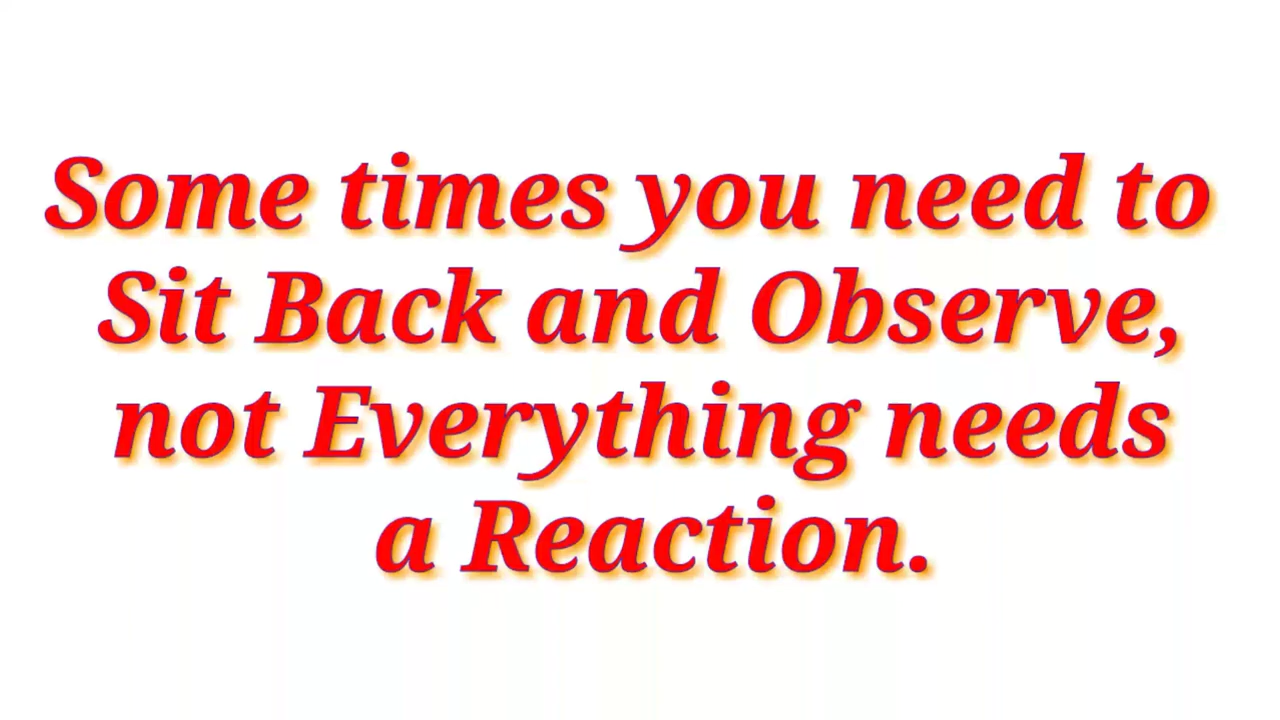 Some times you need to
Sit Back and Observe,
not Everything needs
a Reaction.